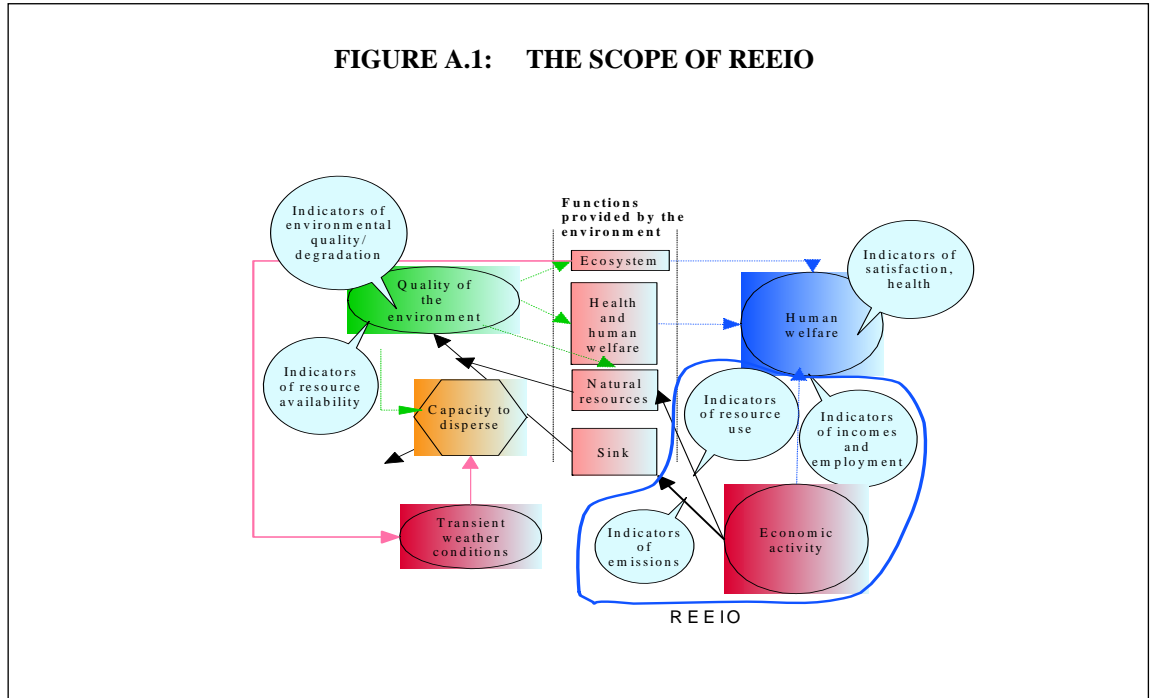 FIGURE A.1: THE SCOPE OF REEIO
Functions
provided by the
environment
Indicators of
environmental
quality/
degradation
Ecosystem
Indicators of
satisfaction,
health
Quality of
the
environment
Health
and
human
welfare
Human
welfare
Indicators
of resource
availability
Natural
resources
Indicators
of resource
use
Capacity to
disperse
Indicators
of incomes
and
employment
Sink
Transient
weather
conditions
Indicators
of
emissions
Economic
activity
REEIO